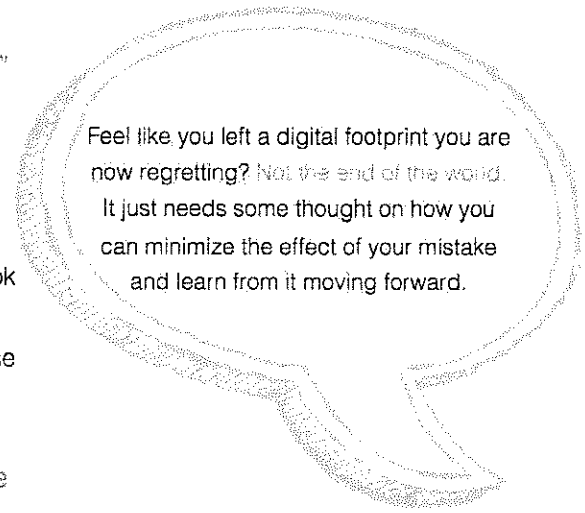 Feel like you left a digital footprint you are
now regretting? Not the end of the world.
It just needs some thought on how you
can minimize the effect of your mistake
and learn from it moving forward.